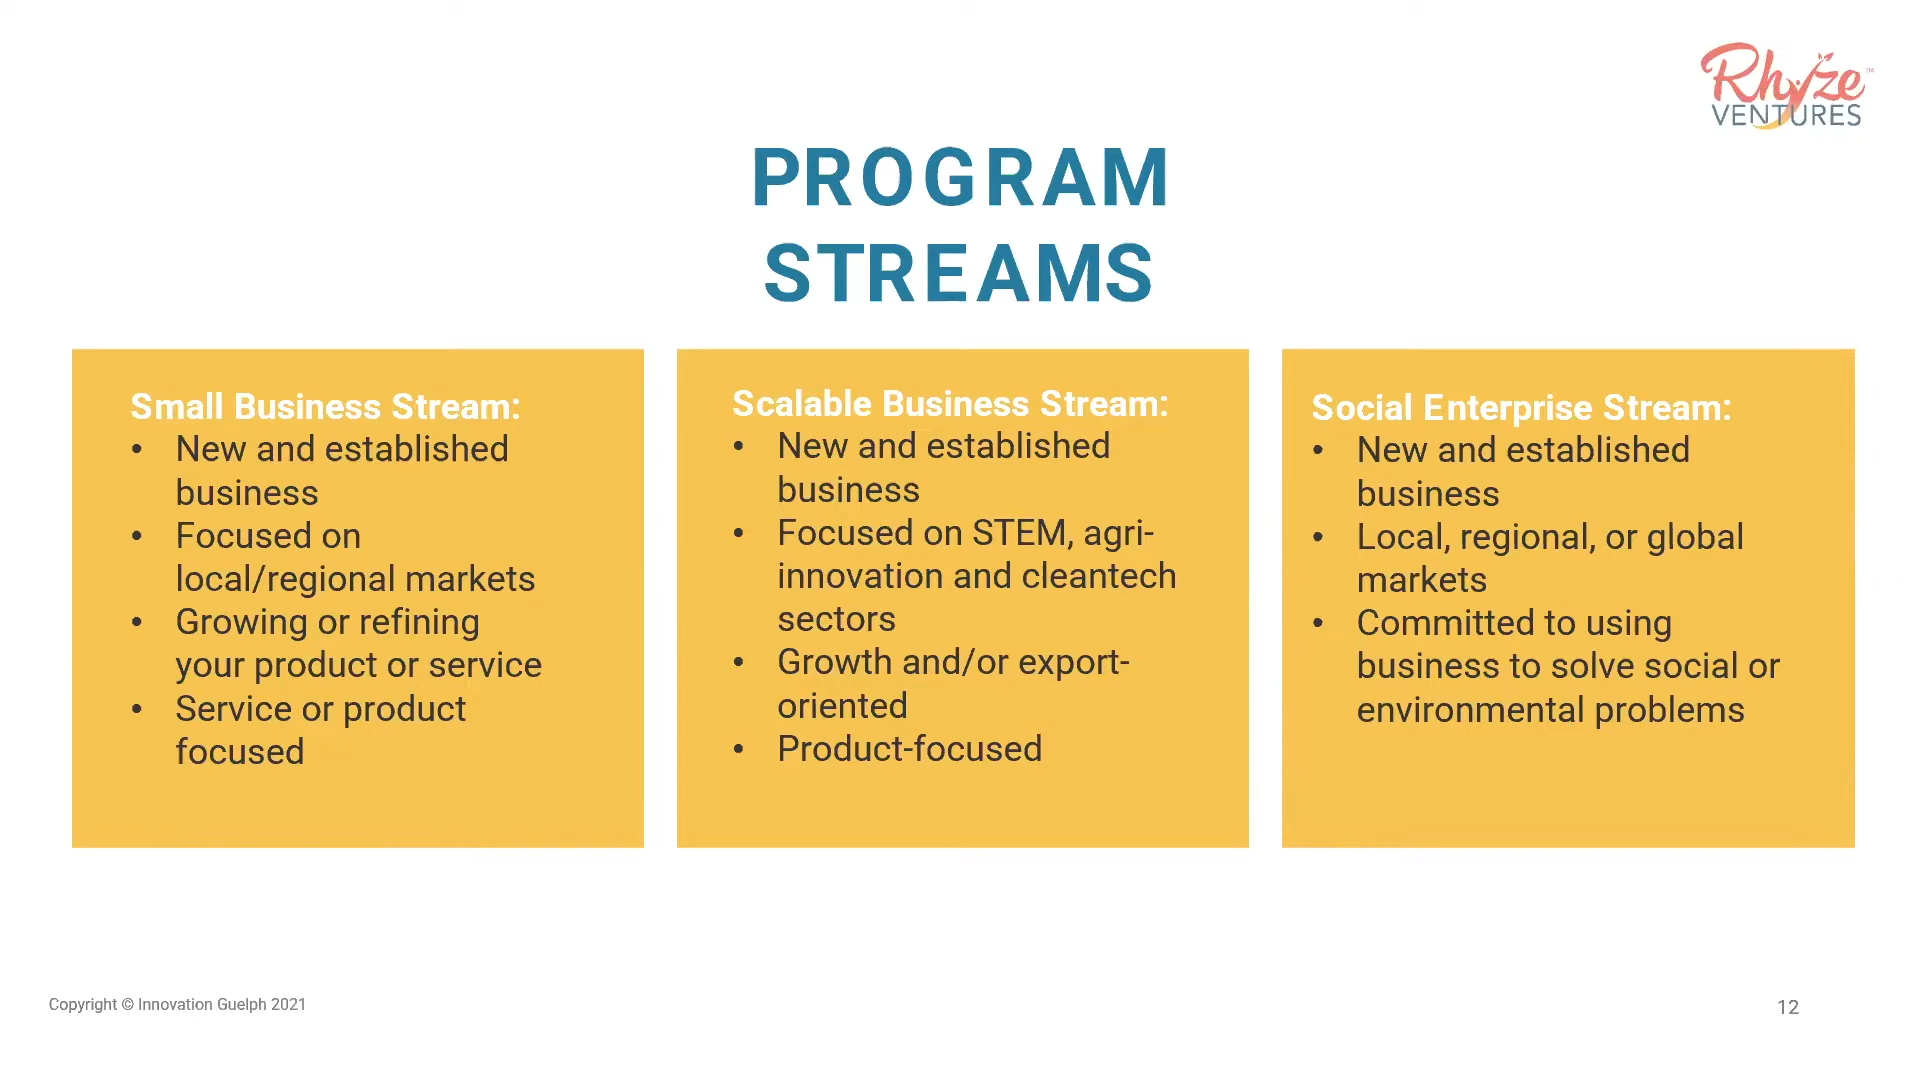 Rhyze™
VENTURES
PROGRAM
STREAMS
Small Business Stream:
• New and established
business
• Focused on
local/regional markets
• Growing or refining
your product or service
• Service or product
focused
Scalable Business Stream:
• New and established
business
• Focused on STEM, agri-
innovation and cleantech
sectors
• Growth and/or export-
oriented
• Product-focused
Social Enterprise Stream:
• New and established
business
• Local, regional, or global
markets
• Committed to using
business to solve social or
environmental problems
Copyright © Innovation Guelph 2021
12